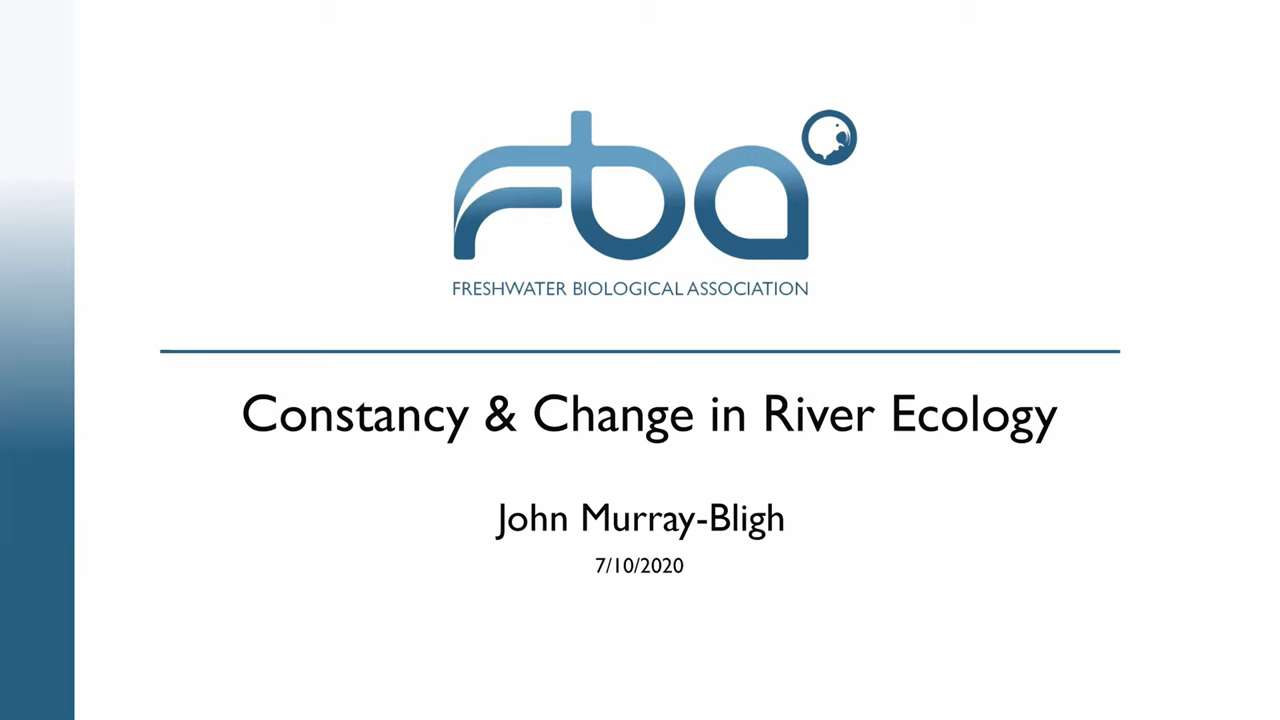 fba
FRESHWATER BIOLOGICAL ASSOCIATION
Constancy & Change in River Ecology
John Murray-Bligh
7/10/2020